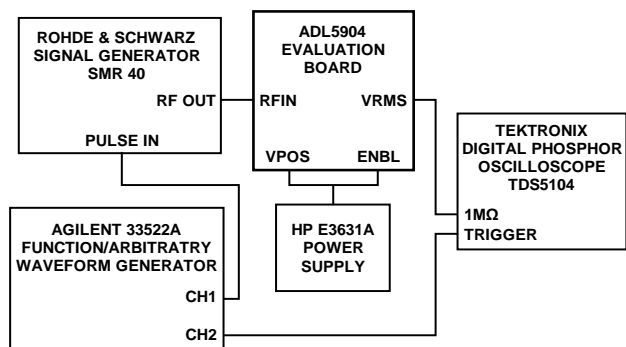 ROHDE & SCHWARZ
SIGNAL GENERATOR
SMR 40
RF OUT
PULSE IN
ADL5904
EVALUATION
BOARD
RFIN
VRMS
VPOS
ENBL
TEKTRONIX
DIGITAL PHOSPHOR
OSCILLOSCOPE
TDS5104
1MΩ
TRIGGER
AGILENT 33522A
FUNCTION/ARBITRATRY
WAVEFORM GENERATOR
CH1
CH2
HP E3631A
POWER
SUPPLY